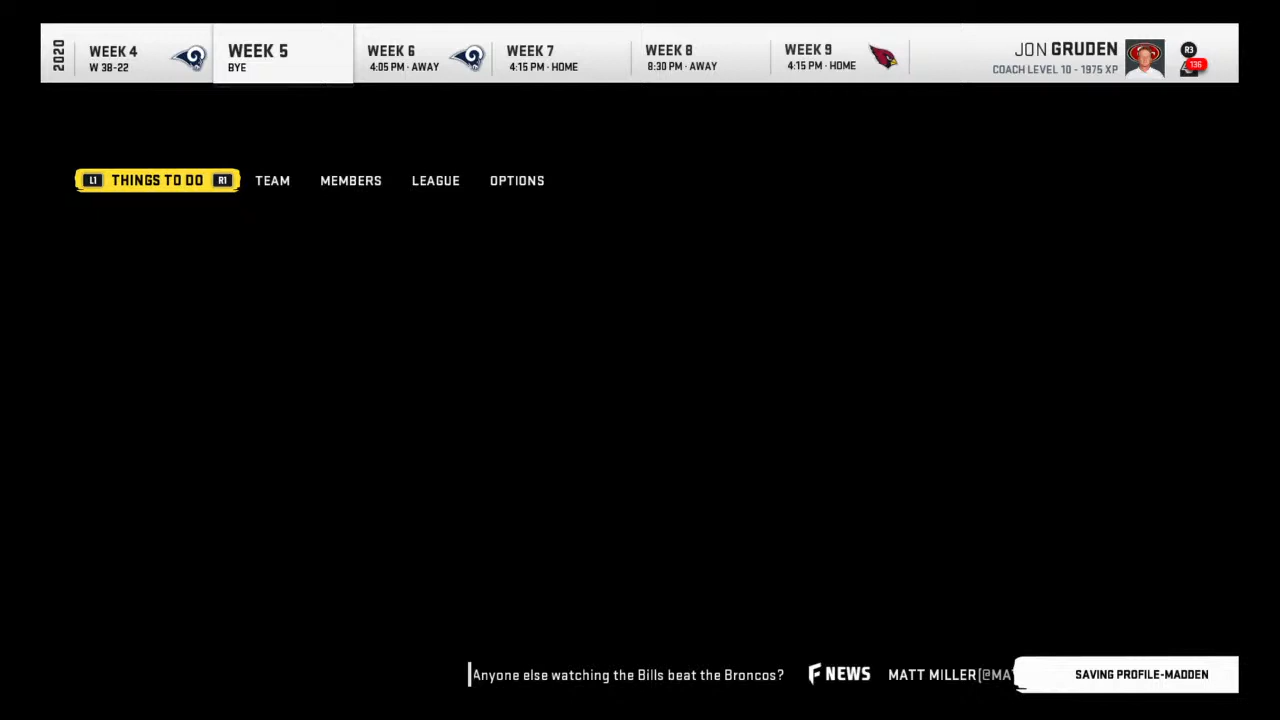 2020
WEEK 4
W 38-22
WEEK 5
BYE
WEEK 6
4:05 PM · AWAY
WEEK 7
4:15 PM · HOME
WEEK 8
8:30 PM · AWAY
WEEK 9
4:15 PM · HOME
JON GRUDEN
COACH LEVEL 10 - 1975 XP
R3
136
L1 THINGS TO DO R1 TEAM MEMBERS LEAGUE OPTIONS
Anyone else watching the Bills beat the Broncos? F NEWS MATT MILLER [@MA
SAVING PROFILE-MADDEN